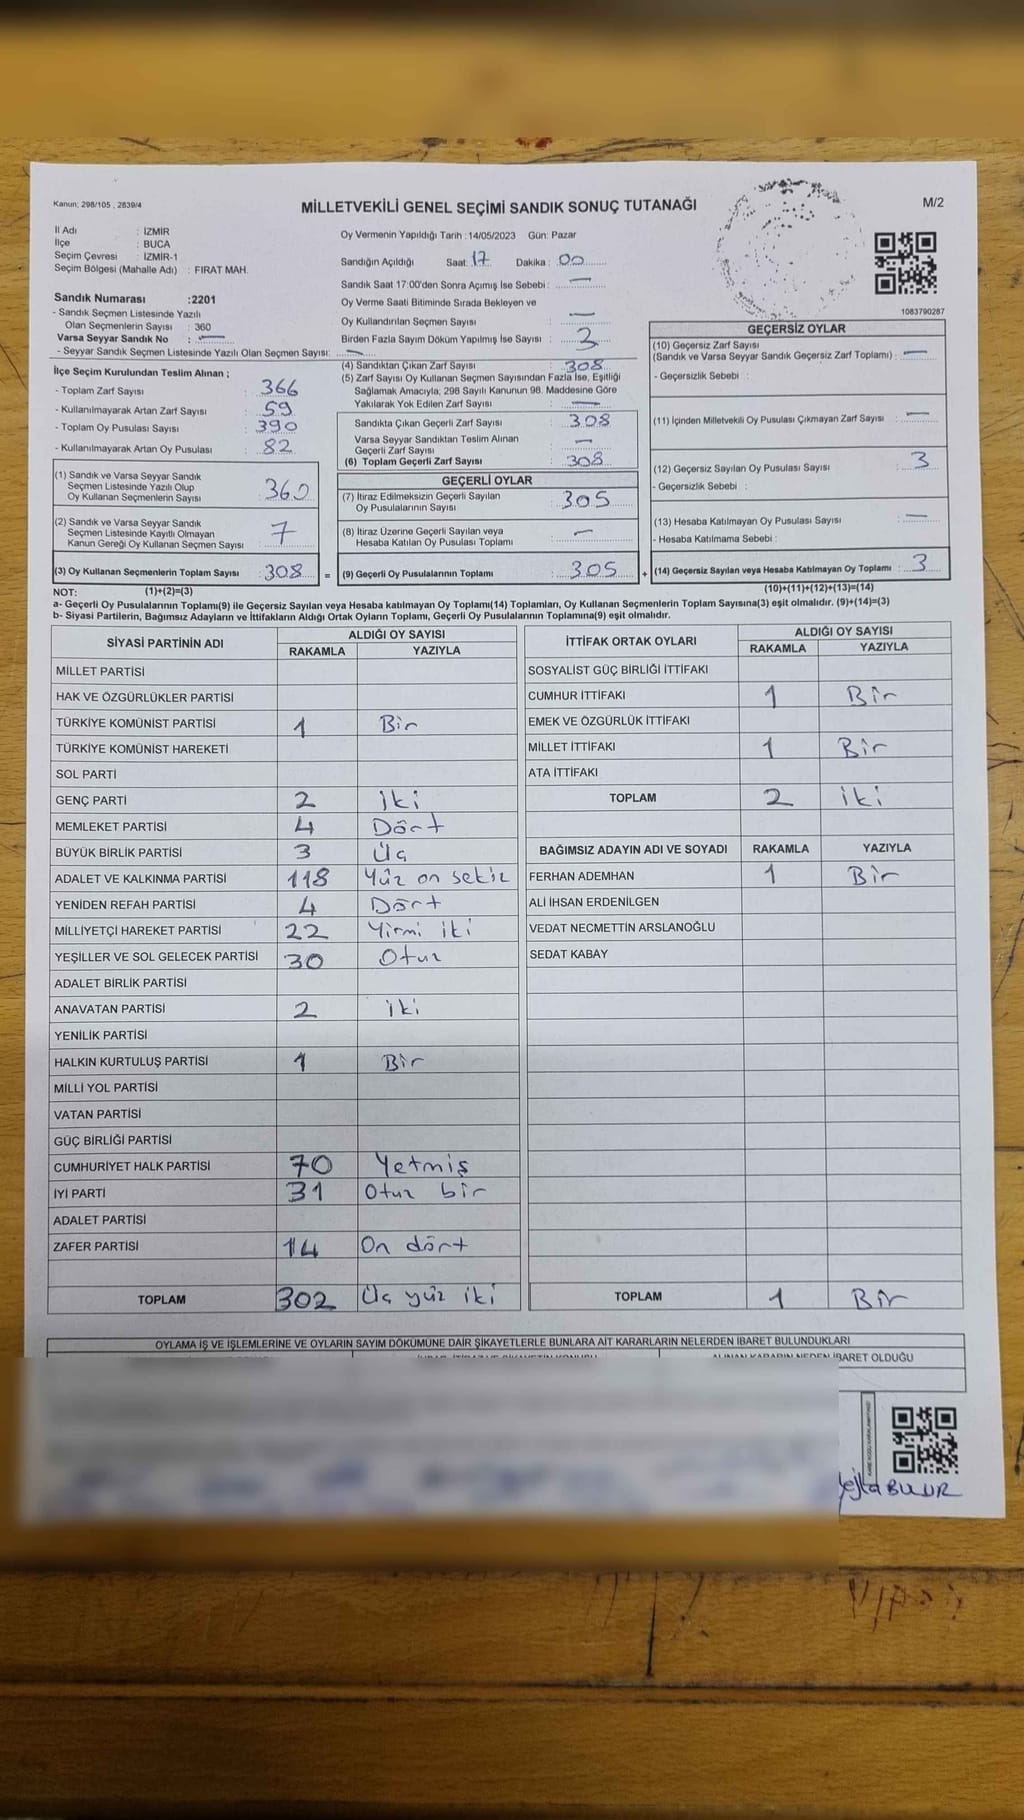 Kanun: 298/105 , 2839/4
MİLLETVEKİLİ GENEL SEÇİMİ SANDIK SONUÇ TUTANAĞI
M/2
İl Adı : İZMİR
İlçe : BUCA
Seçim Çevresi : İZMİR-1
Seçim Bölgesi (Mahalle Adı) : FIRAT MAH.
Sandık Numarası :2201
- Sandık Seçmen Listesinde Yazılı
Olan Seçmenlerin Sayısı : 360
Varsa Seyyar Sandık No : —
- Seyyar Sandık Seçmen Listesinde Yazılı Olan Seçmen Sayısı: —
Oy Vermenin Yapıldığı Tarih :14/05/2023 Gün: Pazar
Sandığın Açıldığı Saat: 17 Dakika : 00
Sandık Saat 17:00'den Sonra Açımış İse Sebebi : —
Oy Verme Saati Bitiminde Sırada Bekleyen ve
Oy Kullandırılan Seçmen Sayısı : —
Birden Fazla Sayım Döküm Yapılmış İse Sayısı : 3
1083790287
İlçe Seçim Kurulundan Teslim Alınan ;
- Toplam Zarf Sayısı : 366
- Kullanılmayarak Artan Zarf Sayısı : 59
- Toplam Oy Pusulası Sayısı : 390
- Kullanılmayarak Artan Oy Pusulası : 82
(1) Sandık ve Varsa Seyyar Sandık
Seçmen Listesinde Yazılı Olup
Oy Kullanan Seçmenlerin Sayısı : 360
(2) Sandık ve Varsa Seyyar Sandık
Seçmen Listesinde Kayıtlı Olmayan
Kanun Gereği Oy Kullanan Seçmen Sayısı : 7
(3) Oy Kullanan Seçmenlerin Toplam Sayısı : 308 =
(4) Sandıktan Çıkan Zarf Sayısı : 308
(5) Zarf Sayısı Oy Kullanan Seçmen Sayısından Fazla İse, Eşitliği
Sağlamak Amacıyla, 298 Sayılı Kanunun 98. Maddesine Göre
Yakılarak Yok Edilen Zarf Sayısı : —
Sandıkta Çıkan Geçerli Zarf Sayısı : 308
Varsa Seyyar Sandıktan Teslim Alınan
Geçerli Zarf Sayısı : —
(6) Toplam Geçerli Zarf Sayısı : 308
GEÇERLİ OYLAR
(7) İtiraz Edilmeksizin Geçerli Sayılan
Oy Pusulalarının Sayısı : 305
(8) İtiraz Üzerine Geçerli Sayılan veya
Hesaba Katılan Oy Pusulası Toplamı : —
(9) Geçerli Oy Pusulalarının Toplamı : 305 +
GEÇERSİZ OYLAR
(10) Geçersiz Zarf Sayısı
(Sandık ve Varsa Seyyar Sandık Geçersiz Zarf Toplamı) : —
- Geçersizlik Sebebi :
(11) İçinden Milletvekili Oy Pusulası Çıkmayan Zarf Sayısı : —
(12) Geçersiz Sayılan Oy Pusulası Sayısı : 3
- Geçersizlik Sebebi :
(13) Hesaba Katılmayan Oy Pusulası Sayısı : —
- Hesaba Katılmama Sebebi :
(14) Geçersiz Sayılan veya Hesaba Katılmayan Oy Toplamı : 3
NOT: (1)+(2)=(3) (10)+(11)+(12)+(13)=(14)
a- Geçerli Oy Pusulalarının Toplamı(9) ile Geçersiz Sayılan veya Hesaba katılmayan Oy Toplamı(14) Toplamları, Oy Kullanan Seçmenlerin Toplam Sayısına(3) eşit olmalıdır. (9)+(14)=(3)
b- Siyasi Partilerin, Bağımsız Adayların ve İttifakların Aldığı Ortak Oyların Toplamı, Geçerli Oy Pusulalarının Toplamına(9) eşit olmalıdır.
SİYASİ PARTİNİN ADI ALDIĞI OY SAYISI
RAKAMLA YAZIYLA
MİLLET PARTİSİ
HAK VE ÖZGÜRLÜKLER PARTİSİ
TÜRKİYE KOMÜNİST PARTİSİ 1 Bir
TÜRKİYE KOMÜNİST HAREKETİ
SOL PARTİ
GENÇ PARTİ 2 iki
MEMLEKET PARTİSİ 4 Dört
BÜYÜK BİRLİK PARTİSİ 3 Üç
ADALET VE KALKINMA PARTİSİ 118 Yüz on sekiz
YENİDEN REFAH PARTİSİ 4 Dört
MİLLİYETÇİ HAREKET PARTİSİ 22 Yirmi iki
YEŞİLLER VE SOL GELECEK PARTİSİ 30 Otuz
ADALET BİRLİK PARTİSİ
ANAVATAN PARTİSİ 2 iki
YENİLİK PARTİSİ
HALKIN KURTULUŞ PARTİSİ 1 Bir
MİLLİ YOL PARTİSİ
VATAN PARTİSİ
GÜÇ BİRLİĞİ PARTİSİ
CUMHURİYET HALK PARTİSİ 70 Yetmiş
İYİ PARTİ 31 Otuz bir
ADALET PARTİSİ
ZAFER PARTİSİ 14 On dört
TOPLAM 302 Üç yüz iki
İTTİFAK ORTAK OYLARI ALDIĞI OY SAYISI
RAKAMLA YAZIYLA
SOSYALİST GÜÇ BİRLİĞİ İTTİFAKI
CUMHUR İTTİFAKI 1 Bir
EMEK VE ÖZGÜRLÜK İTTİFAKI
MİLLET İTTİFAKI 1 Bir
ATA İTTİFAKI
TOPLAM 2 iki
BAĞIMSIZ ADAYIN ADI VE SOYADI RAKAMLA YAZIYLA
FERHAN ADEMHAN 1 Bir
ALİ İHSAN ERDENİLGEN
VEDAT NECMETTİN ARSLANOĞLU
SEDAT KABAY
TOPLAM 1 Bir
OYLAMA İŞ VE İŞLEMLERİNE VE OYLARIN SAYIM DÖKÜMÜNE DAİR ŞİKAYETLERLE BUNLARA AİT KARARLARIN NELERDEN İBARET BULUNDUKLARI
ALINAN KARARIN NEDEN İBARET OLDUĞU
BULUR